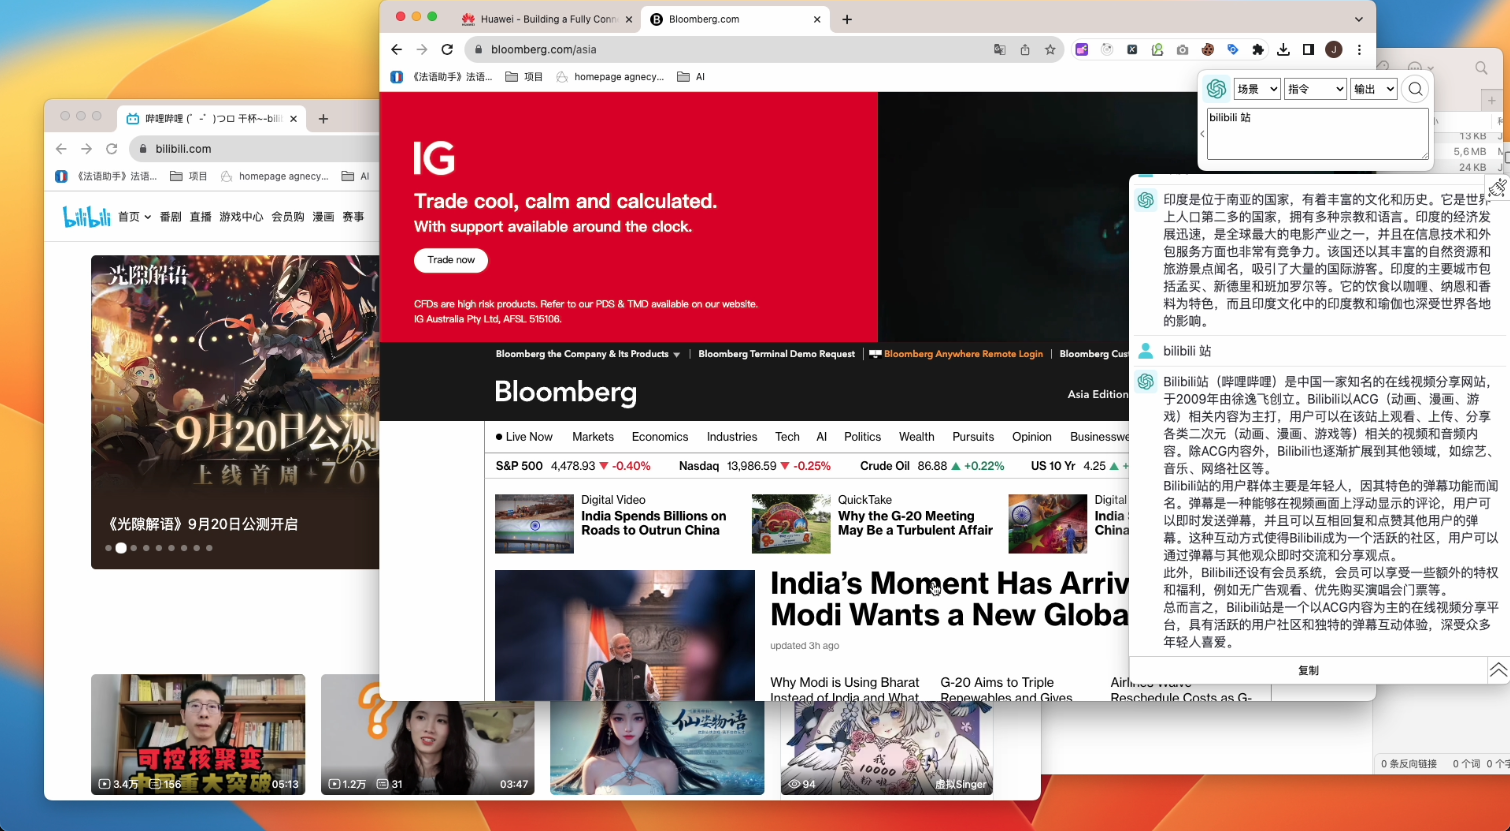 Huawei - Building a Fully Conn
Bloomberg.com
bloomberg.com/asia
《法语助手》法语...
项目
homepage agnecy...
AI
哔哩哔哩 (゜-゜)つロ 干杯~-bili
bilibili.com
《法语助手》法语...
项目
homepage agnecy...
AI
bilibili
首页
番剧
直播
游戏中心
会员购
漫画
赛事
光隙解语
9月20日公测
上线首周+70
《光隙解语》9月20日公测开启
可控核聚变
中国重大突破
3.4万
156
05:13
1.2万
31
03:47
仙姿物语
我
10000
94
虚拟Singer
IG
Trade cool, calm and calculated.
With support available around the clock.
Trade now
CFDs are high risk products. Refer to our PDS & TMD available on our website.
IG Australia Pty Ltd, AFSL 515106.
Bloomberg the Company & Its Products
Bloomberg Terminal Demo Request
Bloomberg Anywhere Remote Login
Bloomberg Cus
Bloomberg
Asia Edition
Live Now
Markets
Economics
Industries
Tech
AI
Politics
Wealth
Pursuits
Opinion
Businesswe
S&P 500 4,478.93 ▼ -0.40%
Nasdaq 13,986.59 ▼ -0.25%
Crude Oil 86.88 ▲ +0.22%
US 10 Yr 4.25 ▲ +
Digital Video
India Spends Billions on
Roads to Outrun China
QuickTake
Why the G-20 Meeting
May Be a Turbulent Affair
Digital
India
China
India's Moment Has Arriv
Modi Wants a New Globa
updated 3h ago
Why Modi is Using Bharat
Instead of India and What
G-20 Aims to Triple
Renewables and Gives
Reschedule Costs as G-
场景
指令
输出
bilibili 站
13 KB
5,6 MB
24 KB
印度是位于南亚的国家，有着丰富的文化和历史。它是世界
上人口第二多的国家，拥有多种宗教和语言。印度的经济发
展迅速，是全球最大的电影产业之一，并且在信息技术和外
包服务方面也非常有竞争力。该国还以其丰富的自然资源和
旅游景点闻名，吸引了大量的国际游客。印度的主要城市包
括孟买、新德里和班加罗尔等。它的饮食以咖喱、纳恩和香
料为特色，而且印度文化中的印度教和瑜伽也深受世界各地
的影响。
bilibili 站
Bilibili站（哔哩哔哩）是中国一家知名的在线视频分享网站，
于2009年由徐逸飞创立。Bilibili以ACG（动画、漫画、游
戏）相关内容为主打，用户可以在该站上观看、上传、分享
各类二次元（动画、漫画、游戏等）相关的视频和音频内
容。除ACG内容外，Bilibili也逐渐扩展到其他领域，如综艺、
音乐、网络社区等。
Bilibili站的用户群体主要是年轻人，因其特色的弹幕功能而闻
名。弹幕是一种能够在视频画面上浮动显示的评论，用户可
以即时发送弹幕，并且可以互相回复和点赞其他用户的弹
幕。这种互动方式使得Bilibili成为一个活跃的社区，用户可以
通过弹幕与其他观众即时交流和分享观点。
此外，Bilibili还设有会员系统，会员可以享受一些额外的特权
和福利，例如无广告观看、优先购买演唱会门票等。
总而言之，Bilibili站是一个以ACG内容为主的在线视频分享平
台，具有活跃的用户社区和独特的弹幕互动体验，深受众多
年轻人喜爱。
复制
0 条反向链接
0 个词
0 个字